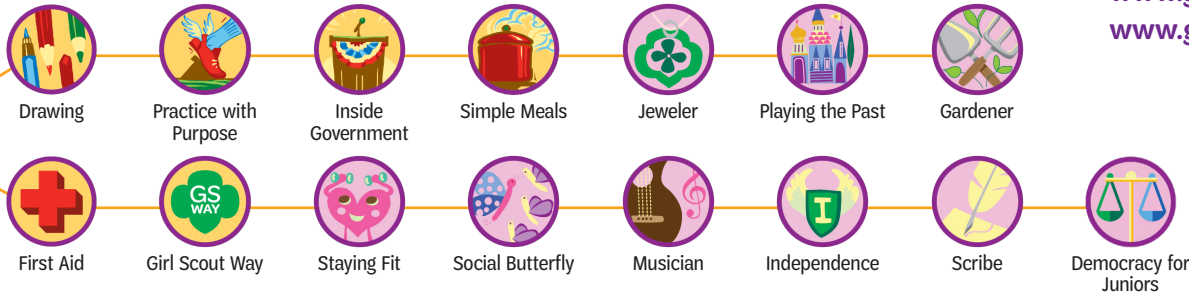 www.g
Drawing
Practice with
Purpose
Inside
Government
Simple Meals
Jeweler
Playing the Past
Gardener
GS
WAY
I
First Aid
Girl Scout Way
Staying Fit
Social Butterfly
Musician
Independence
Scribe
Democracy for
Juniors